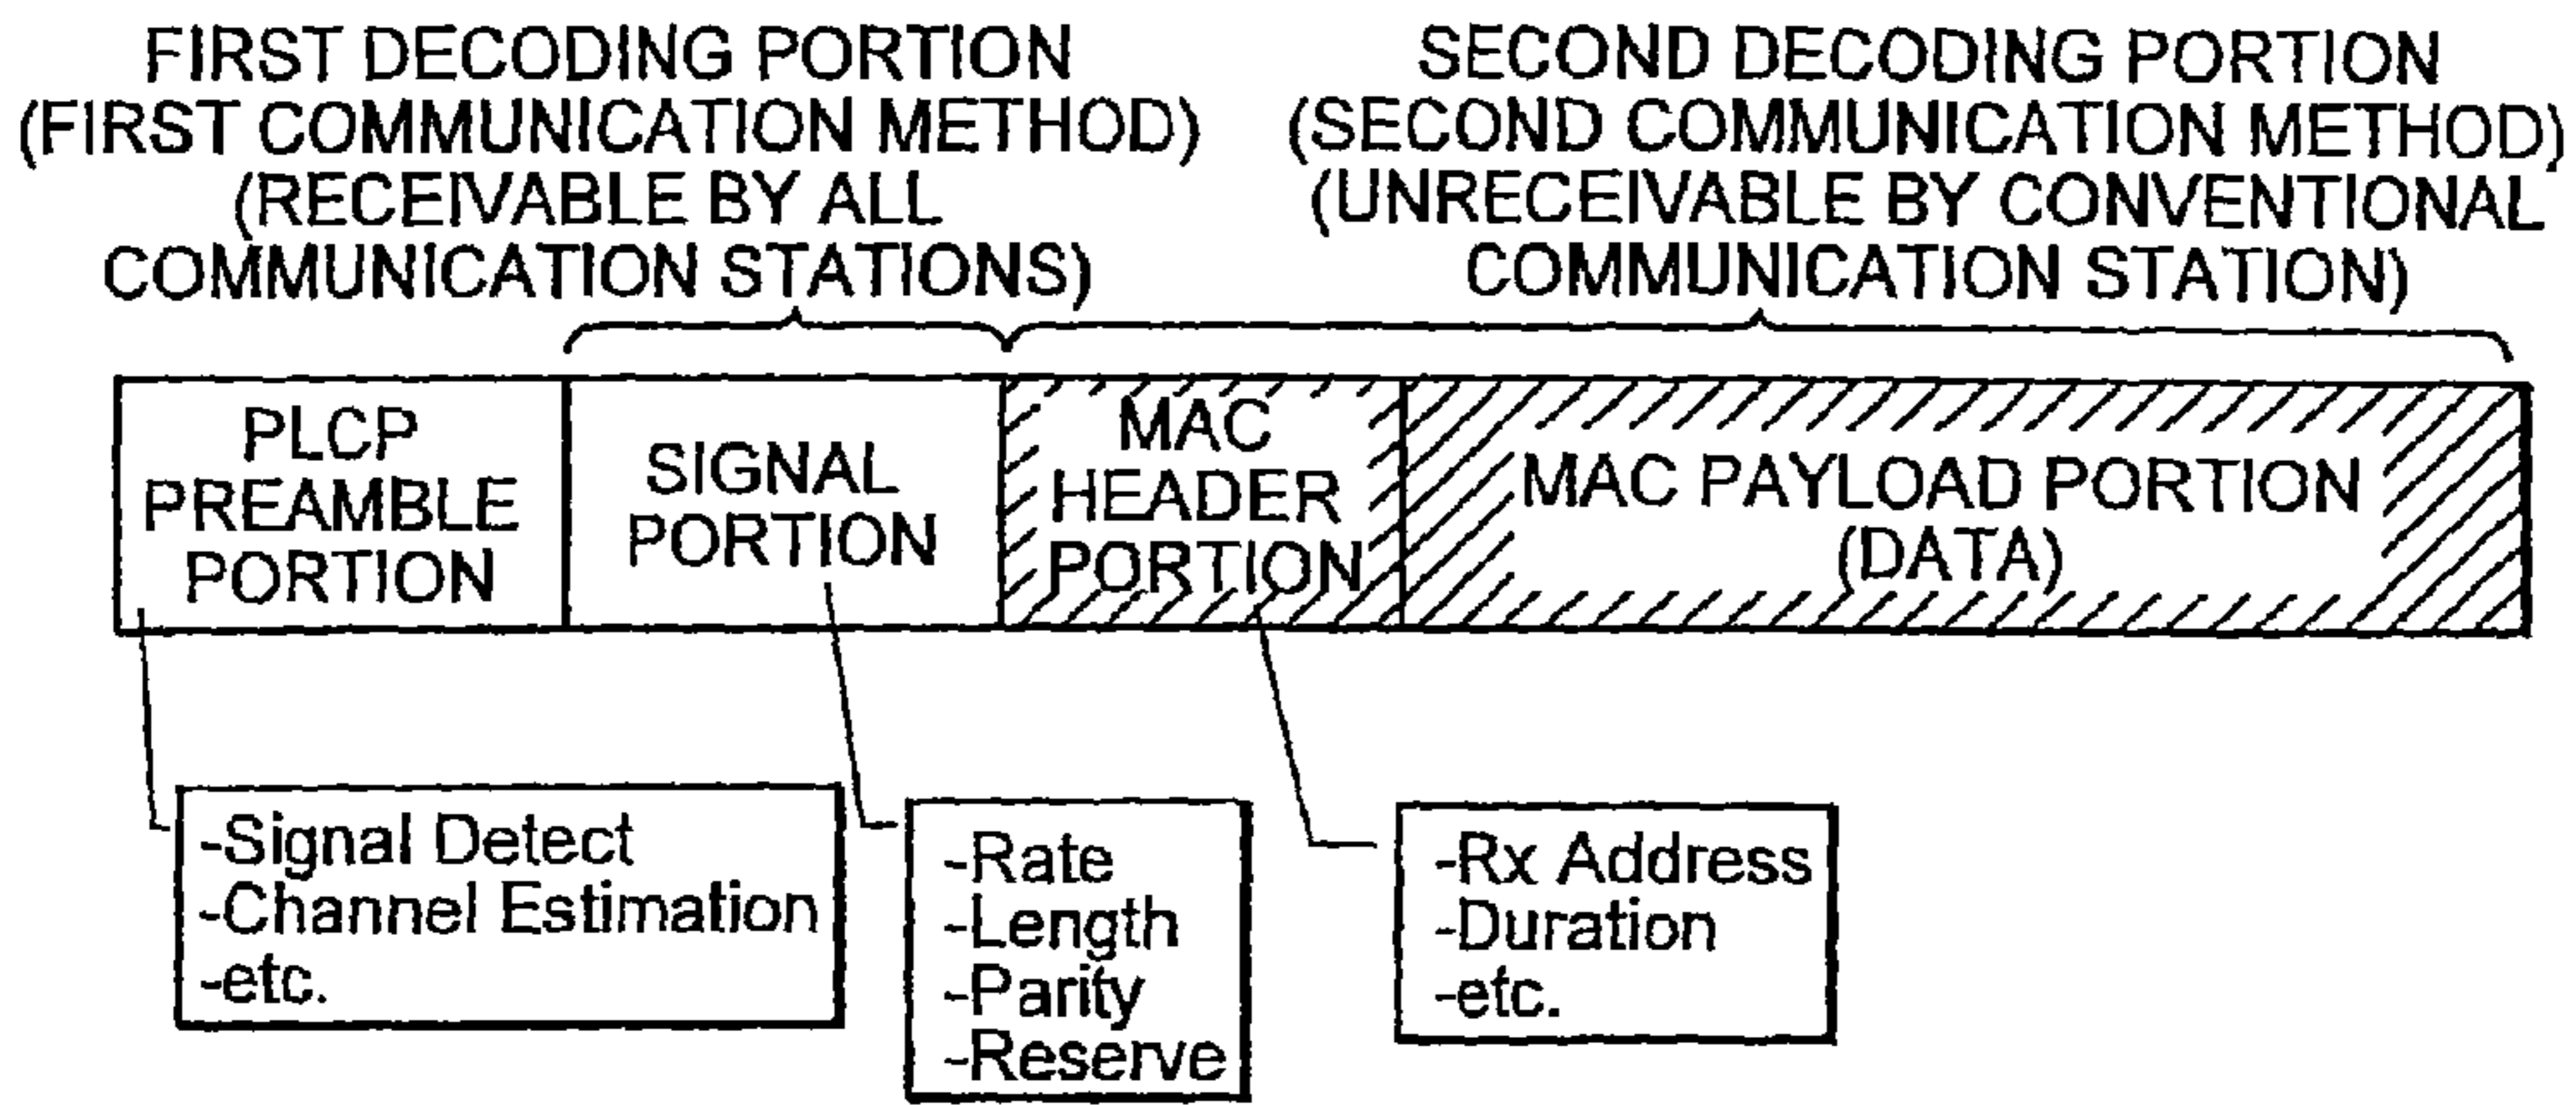 FIRST DECODING PORTION
(FIRST COMMUNICATION METHOD)
(RECEIVABLE BY ALL
COMMUNICATION STATIONS)
SECOND DECODING PORTION
(SECOND COMMUNICATION METHOD)
(UNRECEIVABLE BY CONVENTIONAL
COMMUNICATION STATION)
PLCP
PREAMBLE
PORTION
SIGNAL
PORTION
MAC
HEADER
PORTION
MAC PAYLOAD PORTION
(DATA)
-Signal Detect
-Channel Estimation
-etc.
-Rate
-Length
-Parity
-Reserve
-Rx Address
-Duration
-etc.